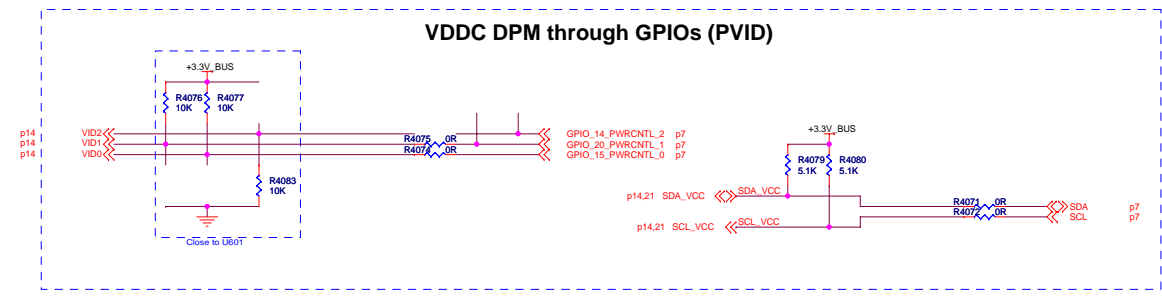 VDDC DPM through GPIOs (PVID)
+3.3V_BUS
R4076 R4077
10K 10K
p14 VID2
p14 VID1
p14 VID0
R4075 0R
R4074 0R
GPIO_14_PWRCNTL_2 p7
GPIO_20_PWRCNTL_1 p7
GPIO_15_PWRCNTL_0 p7
R4083
10K
Close to U601
+3.3V_BUS
R4079 R4080
5.1K 5.1K
p14,21 SDA_VCC SDA_VCC
p14,21 SCL_VCC SCL_VCC
R4071 0R
R4072 0R
SDA p7
SCL p7